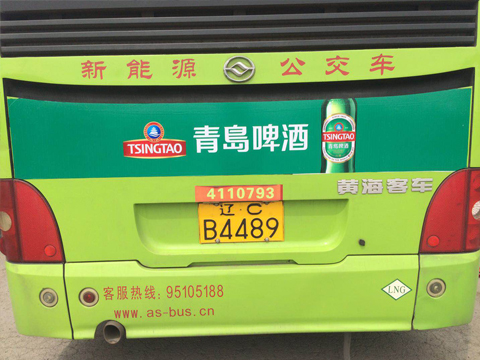 新能源 公交车
TSINGTAO 青島啤酒 TSINGTAO
青島啤酒
黄海客车
4110793
辽·C
B4489
客服热线：95105188
www.as-bus.cn
LNG